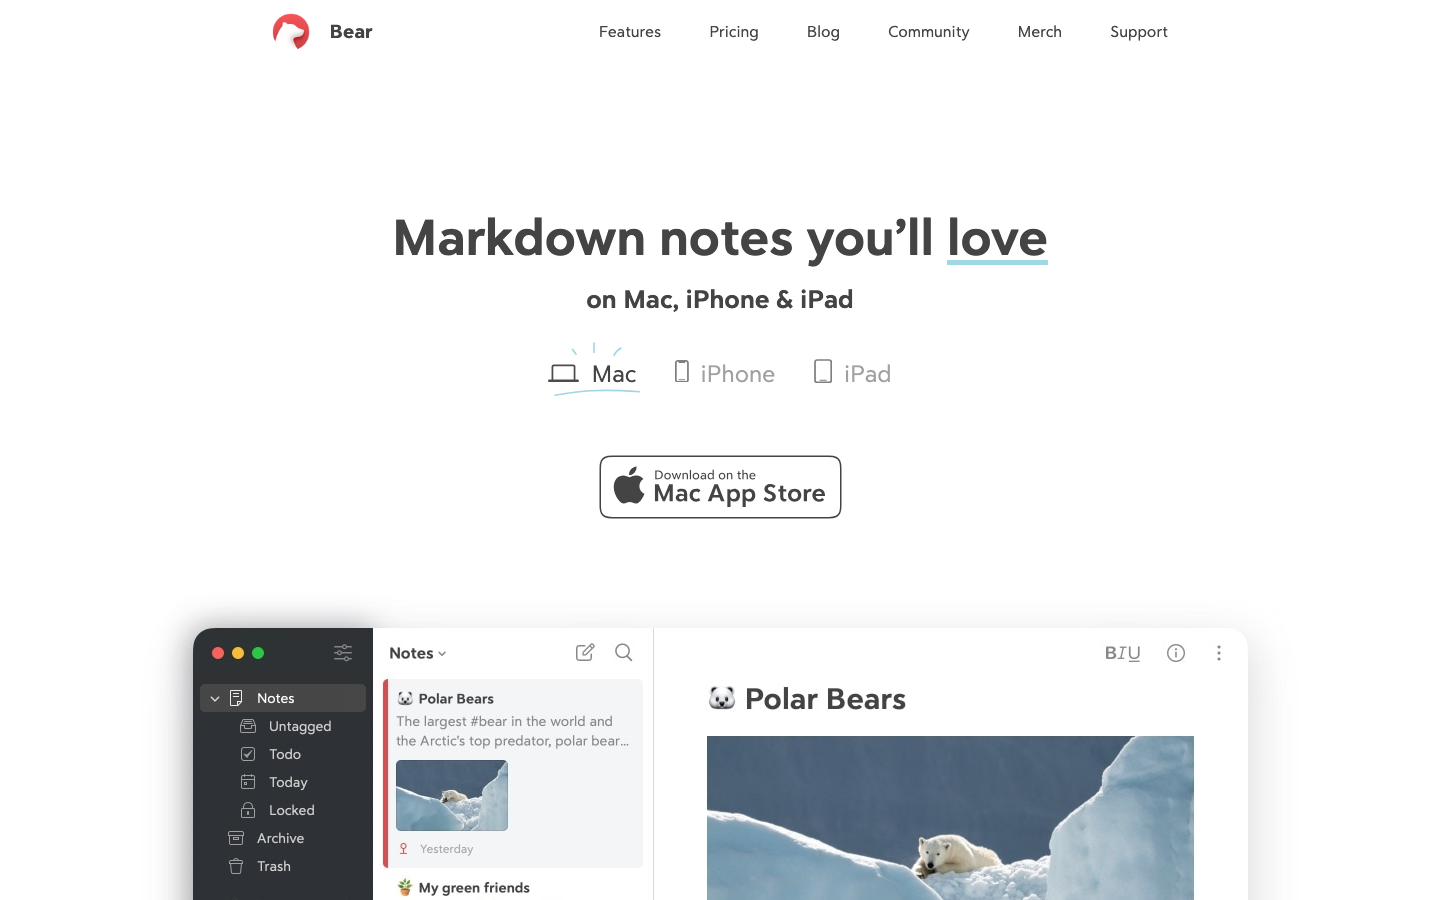 Bear
Features
Pricing
Blog
Community
Merch
Support
Markdown notes you’ll love
on Mac, iPhone & iPad
Mac
iPhone
iPad
Download on the
Mac App Store
Notes
Untagged
Todo
Today
Locked
Archive
Trash
Notes
🐼 Polar Bears
The largest #bear in the world and
the Arctic's top predator, polar bear...
Yesterday
🪴 My green friends
BIU
🐼 Polar Bears